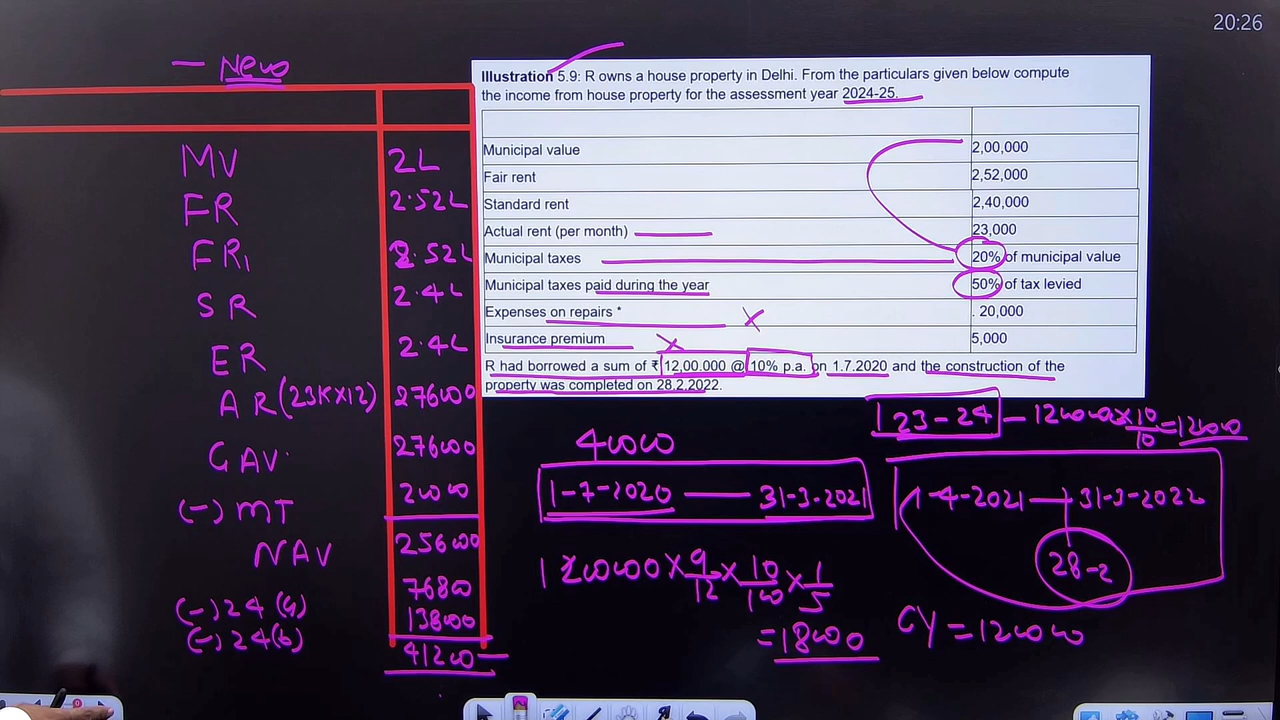 20:26
— New
Illustration 5.9: R owns a house property in Delhi. From the particulars given below compute
the income from house property for the assessment year 2024-25.
Municipal value 2,00,000
Fair rent 2,52,000
Standard rent 2,40,000
Actual rent (per month) 23,000
Municipal taxes 20% of municipal value
Municipal taxes paid during the year 50% of tax levied
Expenses on repairs * . 20,000
Insurance premium 5,000
R had borrowed a sum of ₹ 12,00.000 @ 10% p.a. on 1.7.2020 and the construction of the
property was completed on 28.2.2022.
MV 2L
FR 2.52L
FR1 2.52L
SR 2.4L
ER 2.4L
AR (23K×12) 276000
GAV 276000
(-) MT 20000
NAV 256000
(-) 24(a) 76800
(-) 24(b) 138000
41200
40000
1-7-2020 — 31-3-2021
1200000 × 9/12 × 10/100 × 1/5
= 18000
23-24 — 1200000 × 10/10 = 120000
1-4-2021 — 31-3-2022
28-2
CY = 120000